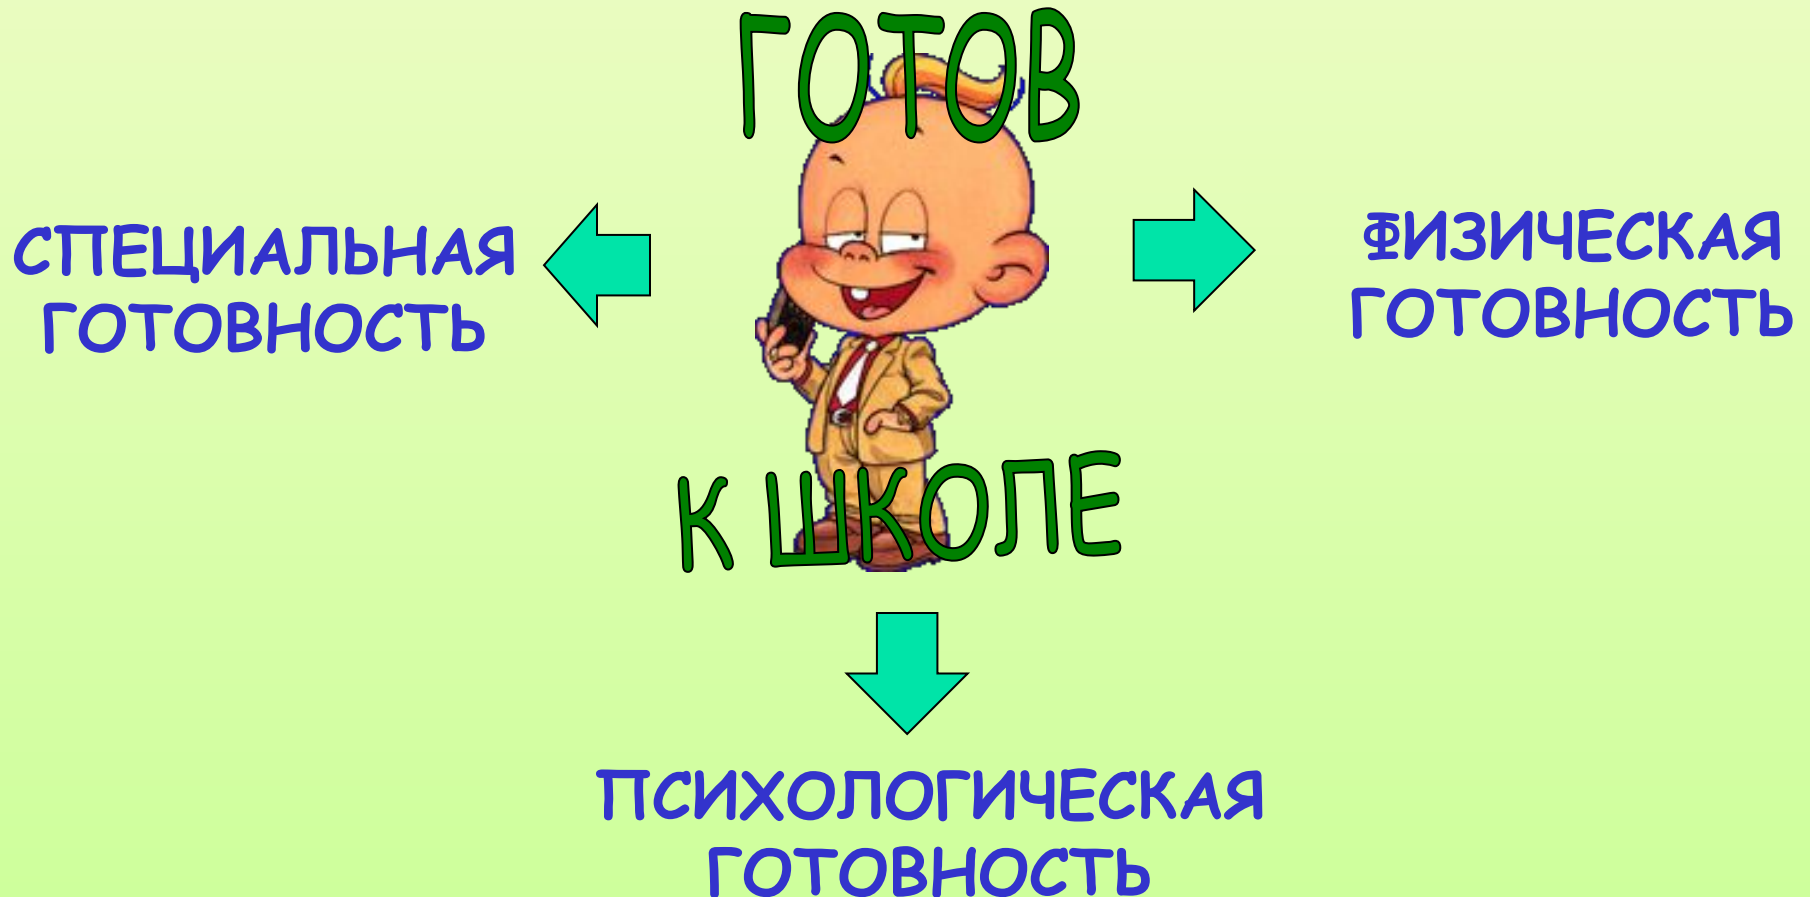 ГОТОВ
СПЕЦИАЛЬНАЯ
ГОТОВНОСТЬ
ФИЗИЧЕСКАЯ
ГОТОВНОСТЬ
К ШКОЛЕ
ПСИХОЛОГИЧЕСКАЯ
ГОТОВНОСТЬ